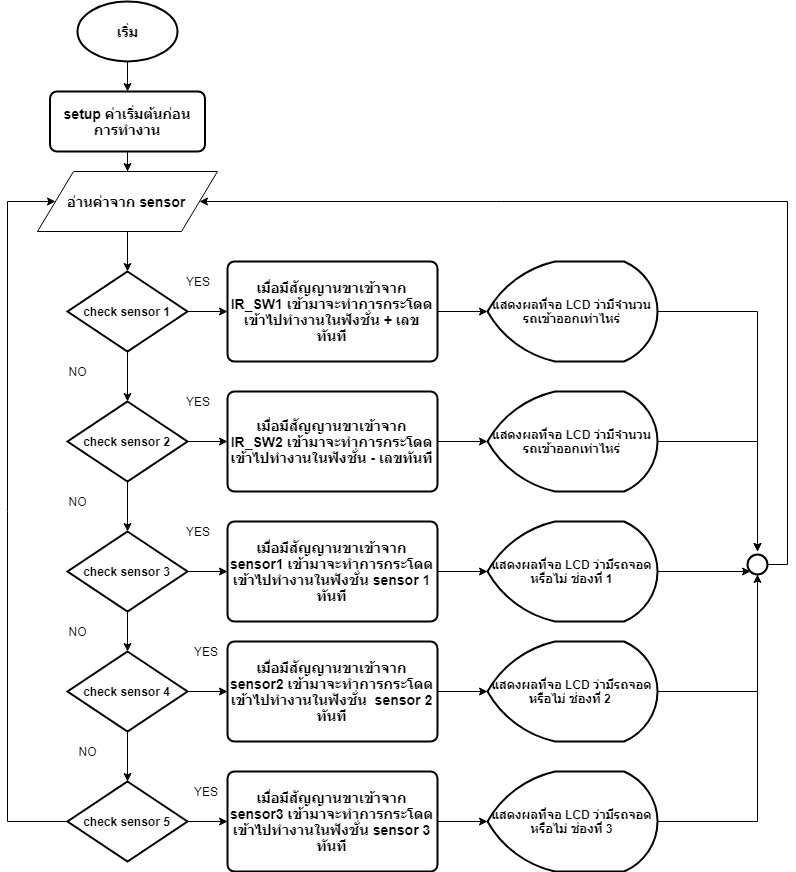 เริ่ม
setup ค่าเริ่มต้นก่อน
การทำงาน
อ่านค่าจาก sensor
check sensor 1
YES
เมื่อมีสัญญานขาเข้าจาก
IR_SW1 เข้ามาจะทำการกระโดด
เข้าไปทำงานในฟังชั่น + เลข
ทันที
แสดงผลที่จอ LCD ว่ามีจำนวน
รถเข้าออกเท่าไหร่
NO
check sensor 2
YES
เมื่อมีสัญญานขาเข้าจาก
IR_SW2 เข้ามาจะทำการกระโดด
เข้าไปทำงานในฟังชั่น - เลขทันที
แสดงผลที่จอ LCD ว่ามีจำนวน
รถเข้าออกเท่าไหร่
NO
check sensor 3
YES
เมื่อมีสัญญานขาเข้าจาก
sensor1 เข้ามาจะทำการกระโดด
เข้าไปทำงานในฟังชั่น sensor 1
ทันที
แสดงผลที่จอ LCD ว่ามีรถจอด
หรือไม่ ช่องที่ 1
NO
check sensor 4
YES
เมื่อมีสัญญานขาเข้าจาก
sensor2 เข้ามาจะทำการกระโดด
เข้าไปทำงานในฟังชั่น sensor 2
ทันที
แสดงผลที่จอ LCD ว่ามีรถจอด
หรือไม่ ช่องที่ 2
NO
check sensor 5
YES
เมื่อมีสัญญานขาเข้าจาก
sensor3 เข้ามาจะทำการกระโดด
เข้าไปทำงานในฟังชั่น sensor 3
ทันที
แสดงผลที่จอ LCD ว่ามีรถจอด
หรือไม่ ช่องที่ 3